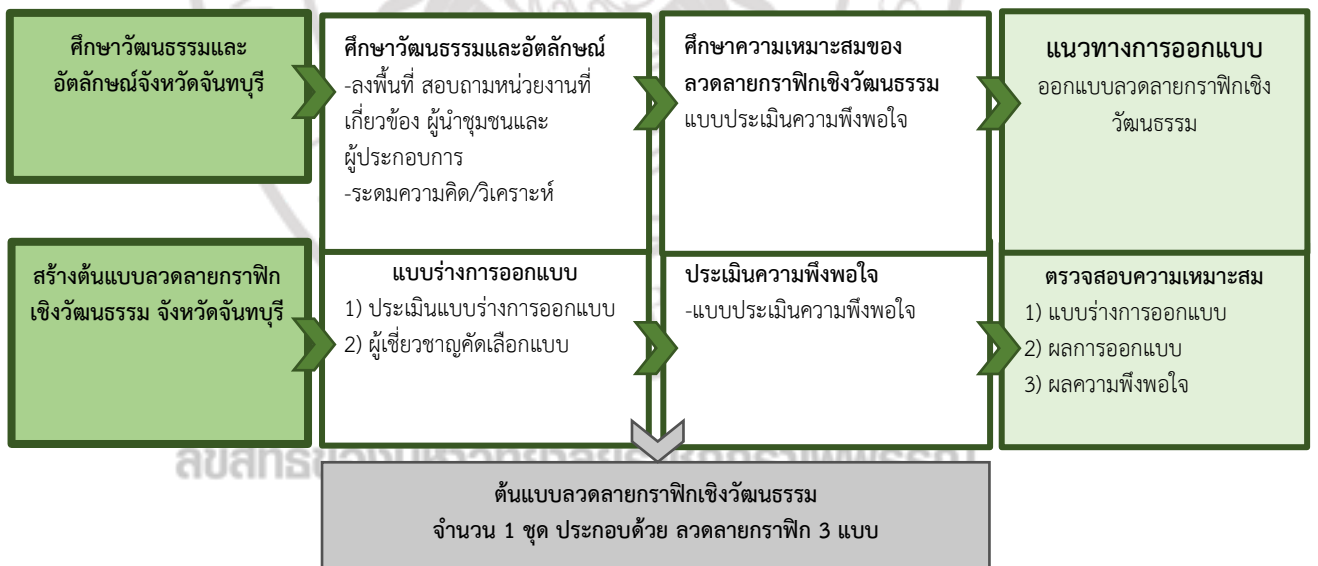 ศึกษาวัฒนธรรมและ
อัตลักษณ์จังหวัดจันทบุรี
ศึกษาวัฒนธรรมและอัตลักษณ์
-ลงพื้นที่ สอบถามหน่วยงานที่
เกี่ยวข้อง ผู้นำชุมชนและ
ผู้ประกอบการ
-ระดมความคิด/วิเคราะห์
ศึกษาความเหมาะสมของ
ลวดลายกราฟิกเชิงวัฒนธรรม
แบบประเมินความพึงพอใจ
แนวทางการออกแบบ
ออกแบบลวดลายกราฟิกเชิง
วัฒนธรรม
สร้างต้นแบบลวดลายกราฟิก
เชิงวัฒนธรรม จังหวัดจันทบุรี
แบบร่างการออกแบบ
1) ประเมินแบบร่างการออกแบบ
2) ผู้เชี่ยวชาญคัดเลือกแบบ
ประเมินความพึงพอใจ
-แบบประเมินความพึงพอใจ
ตรวจสอบความเหมาะสม
1) แบบร่างการออกแบบ
2) ผลการออกแบบ
3) ผลความพึงพอใจ
ต้นแบบลวดลายกราฟิกเชิงวัฒนธรรม
จำนวน 1 ชุด ประกอบด้วย ลวดลายกราฟิก 3 แบบ